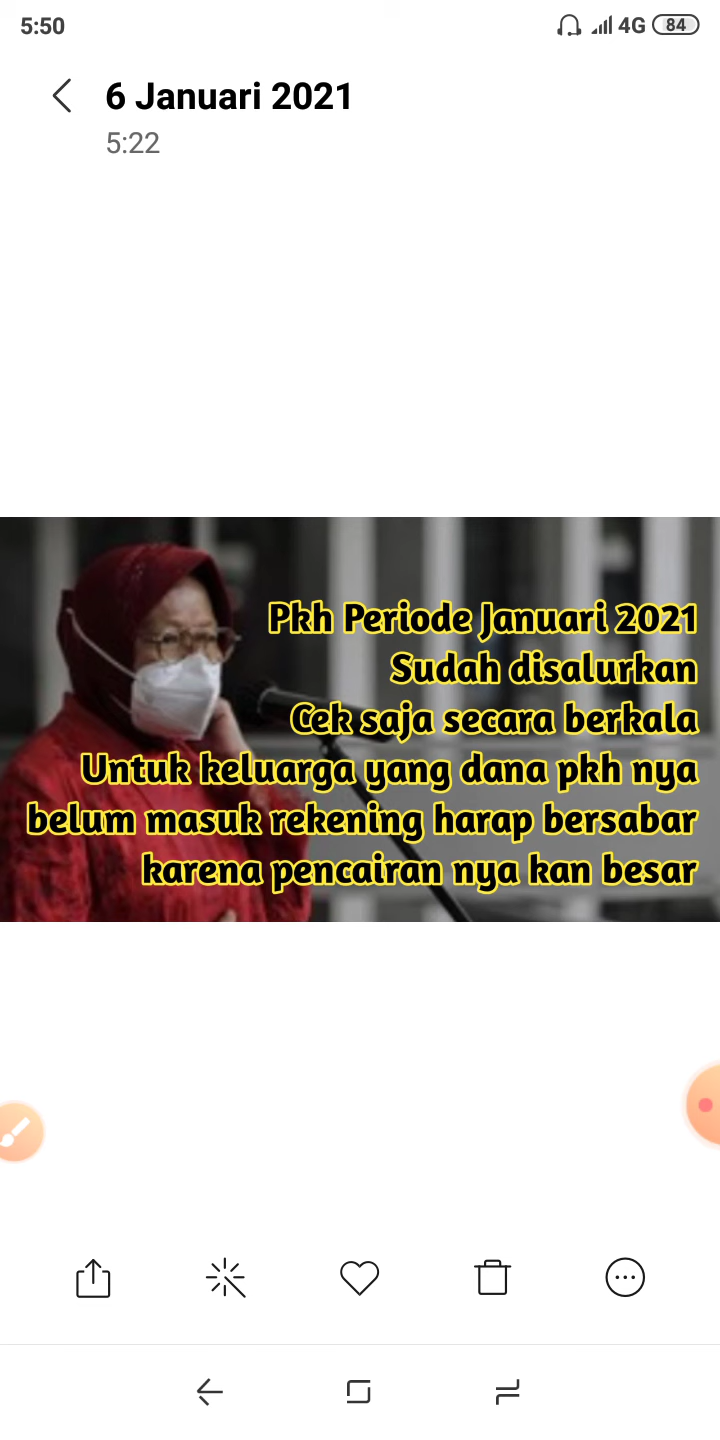 5:50
4G 84
6 Januari 2021
5:22
Pkh Periode Januari 2021
Sudah disalurkan
Cek saja secara berkala
Untuk keluarga yang dana pkh nya
belum masuk rekening harap bersabar
karena pencairan nya kan besar